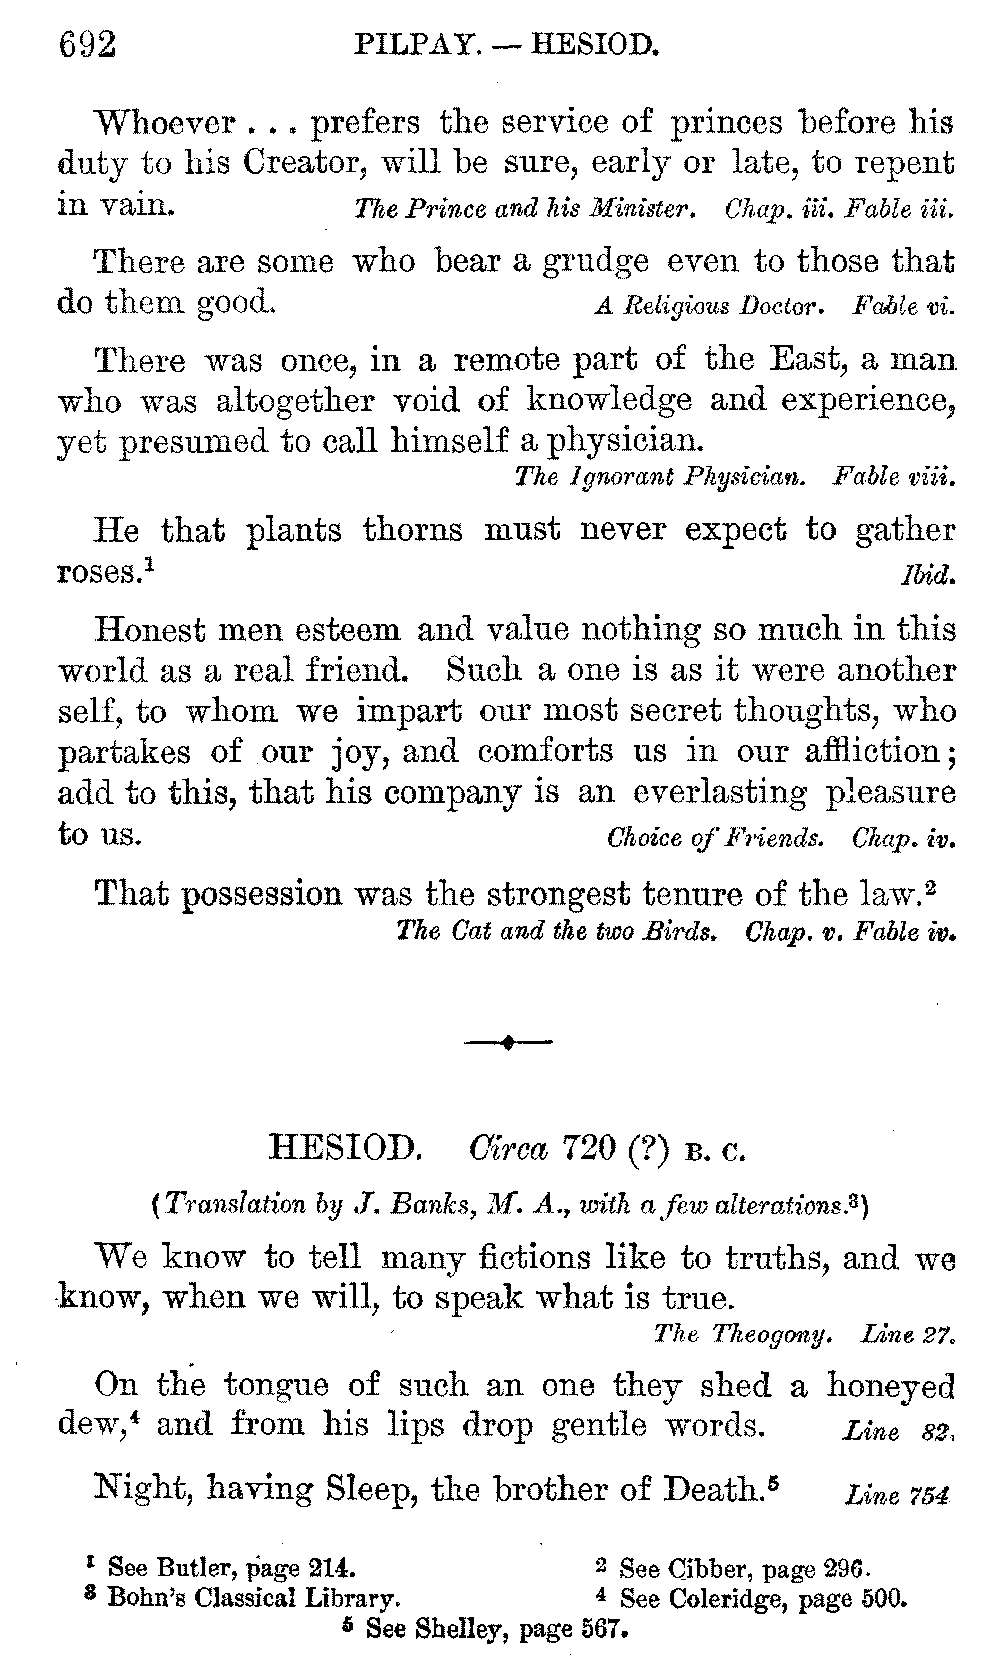 692 PILPAY. — HESIOD.
Whoever . . . prefers the service of princes before his
duty to his Creator, will be sure, early or late, to repent
in vain. The Prince and his Minister. Chap. iii. Fable iii.
There are some who bear a grudge even to those that
do them good. A Religious Doctor. Fable vi.
There was once, in a remote part of the East, a man
who was altogether void of knowledge and experience,
yet presumed to call himself a physician.
The Ignorant Physician. Fable viii.
He that plants thorns must never expect to gather
roses.¹ Ibid.
Honest men esteem and value nothing so much in this
world as a real friend. Such a one is as it were another
self, to whom we impart our most secret thoughts, who
partakes of our joy, and comforts us in our affliction;
add to this, that his company is an everlasting pleasure
to us. Choice of Friends. Chap. iv.
That possession was the strongest tenure of the law.²
The Cat and the two Birds. Chap. v. Fable iv.
HESIOD. Circa 720 (?) B. C.
(Translation by J. Banks, M. A., with a few alterations.³)
We know to tell many fictions like to truths, and we
know, when we will, to speak what is true.
The Theogony. Line 27.
On the tongue of such an one they shed a honeyed
dew,⁴ and from his lips drop gentle words. Line 82.
Night, having Sleep, the brother of Death.⁵ Line 754
¹ See Butler, page 214. ² See Cibber, page 296.
³ Bohn's Classical Library. ⁴ See Coleridge, page 500.
⁵ See Shelley, page 567.